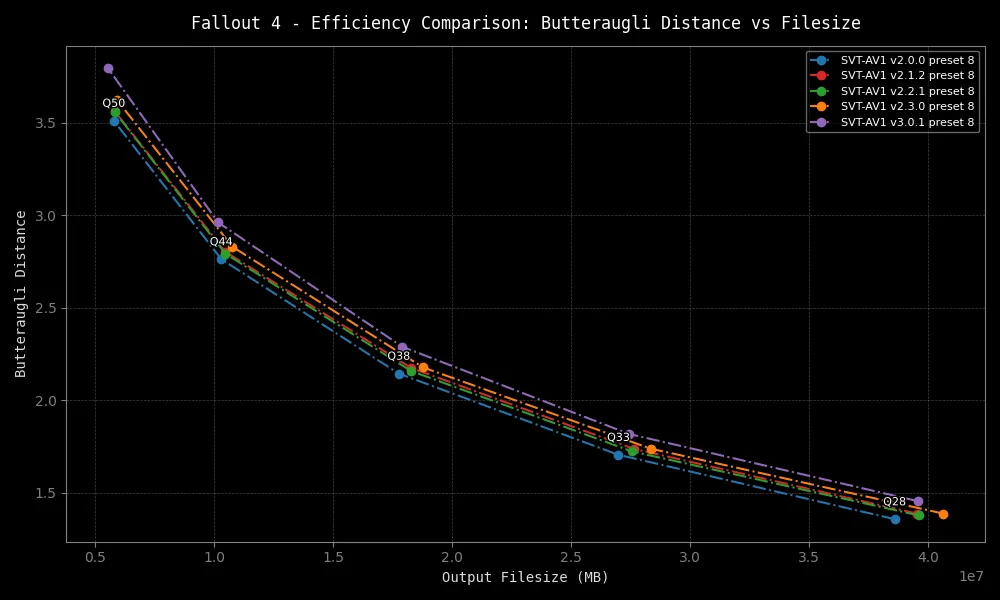 Fallout 4 - Efficiency Comparison: Butteraugli Distance vs Filesize
SVT-AV1 v2.0.0 preset 8
SVT-AV1 v2.1.2 preset 8
SVT-AV1 v2.2.1 preset 8
SVT-AV1 v2.3.0 preset 8
SVT-AV1 v3.0.1 preset 8
Butteraugli Distance
3.5
3.0
2.5
2.0
1.5
Q50
Q44
Q38
Q33
Q28
0.5
1.0
1.5
2.0
2.5
3.0
3.5
4.0
1e7
Output Filesize (MB)